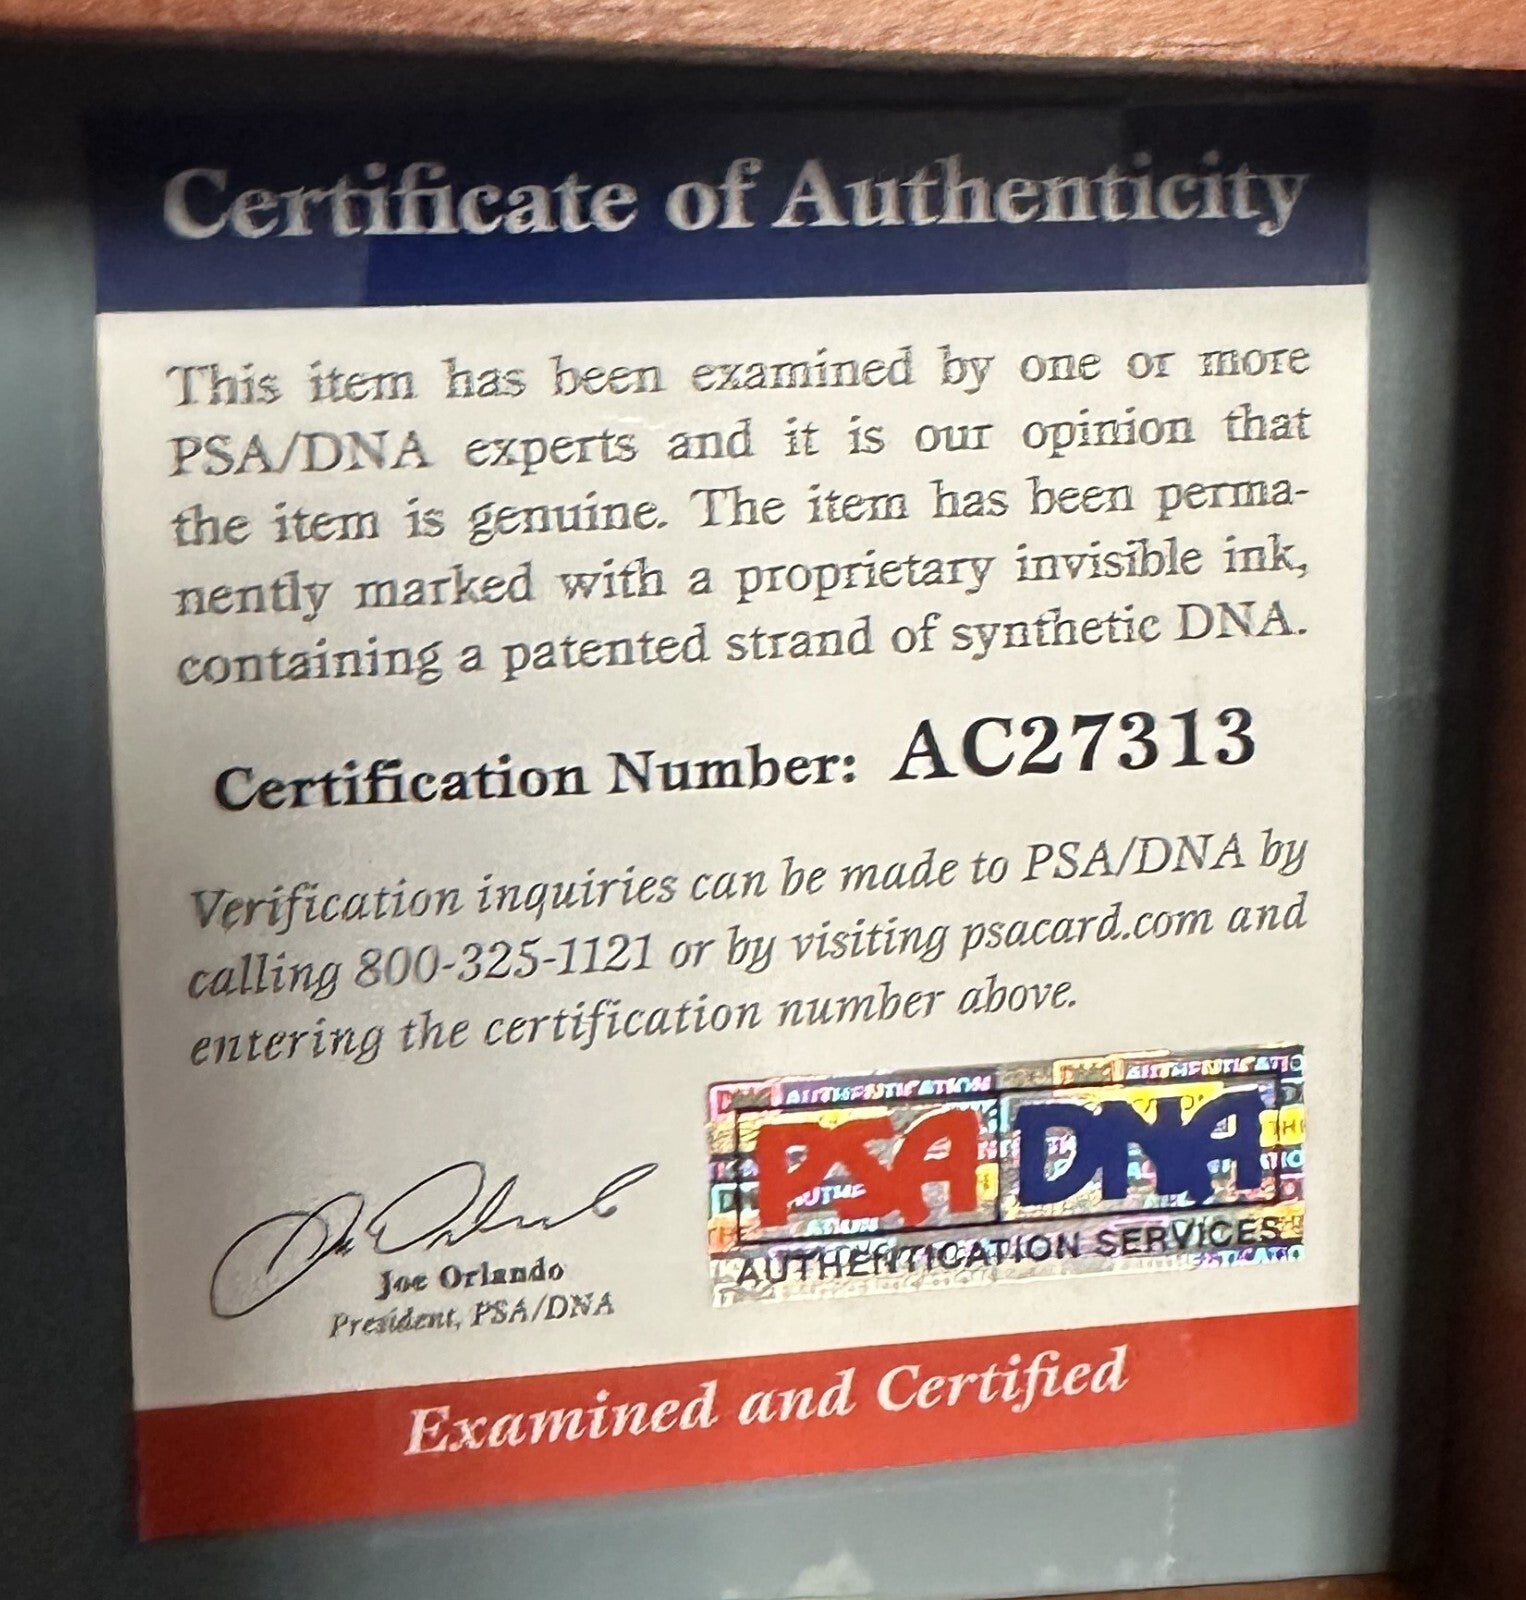 Certificate of Authenticity
This item has been examined by one or more
PSA/DNA experts and it is our opinion that
the item is genuine. The item has been perma-
nently marked with a proprietary invisible ink,
containing a patented strand of synthetic DNA.
Certification Number: AC27313
Verification inquiries can be made to PSA/DNA by
calling 800-325-1121 or by visiting psacard.com and
entering the certification number above.
PSA DNA
AUTHENTICATION SERVICES
Joe Orlando
President, PSA/DNA
Examined and Certified